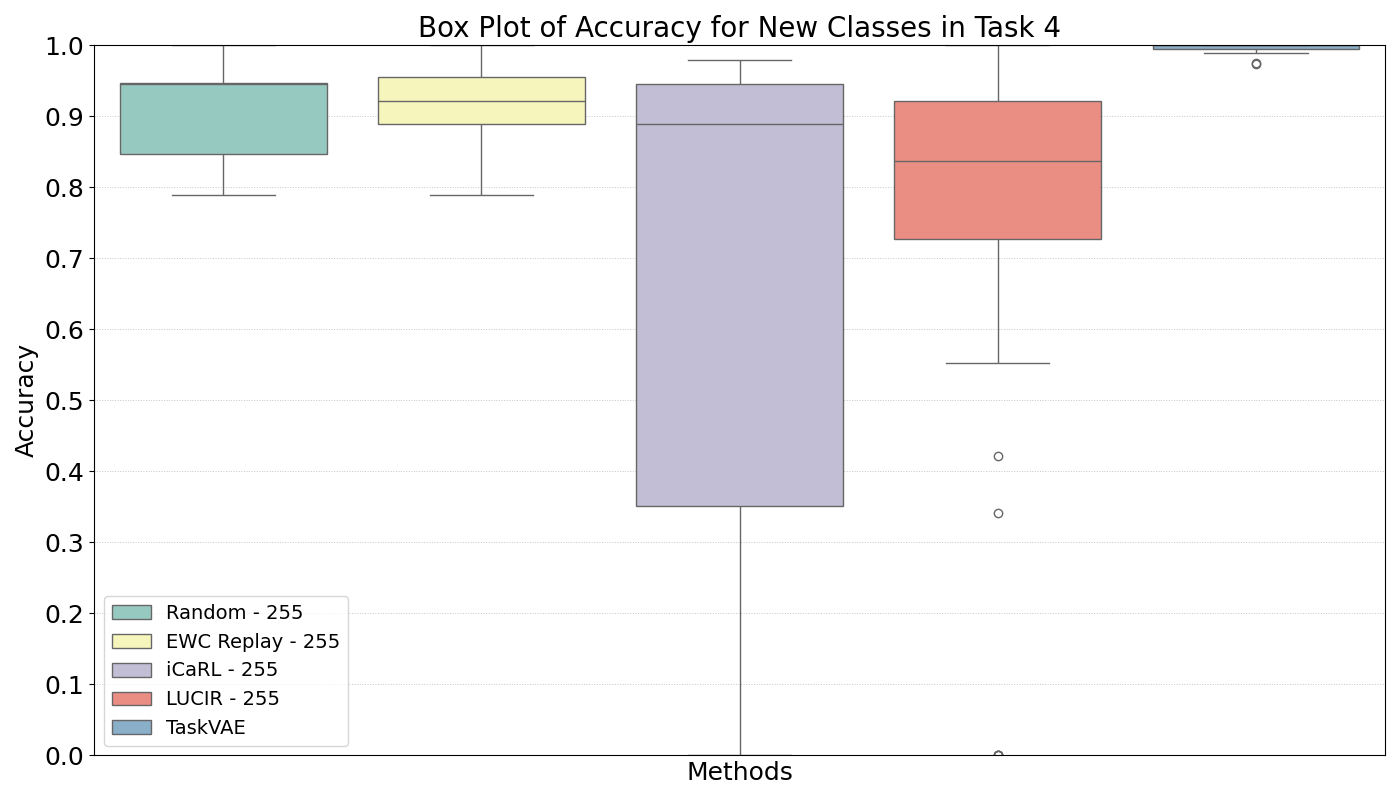 Box Plot of Accuracy for New Classes in Task 4
1.0
0.9
0.8
0.7
0.6
0.5
0.4
0.3
0.2
0.1
0.0
Accuracy
Random - 255
EWC Replay - 255
iCaRL - 255
LUCIR - 255
TaskVAE
Methods